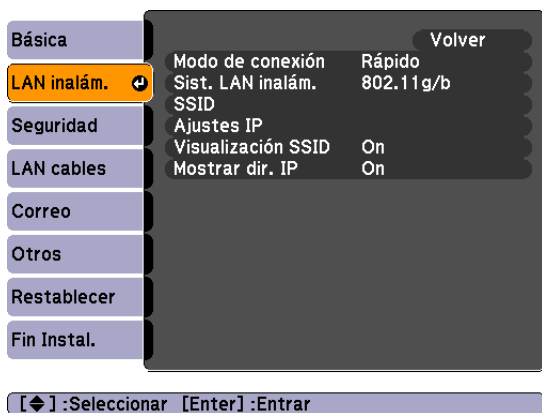 Básica
LAN inalám.
Seguridad
LAN cables
Correo
Otros
Restablecer
Fin Instal.
Volver
Modo de conexión Rápido
Sist. LAN inalám. 802.11g/b
SSID
Ajustes IP
Visualización SSID On
Mostrar dir. IP On
[◆] :Seleccionar [Enter] :Entrar